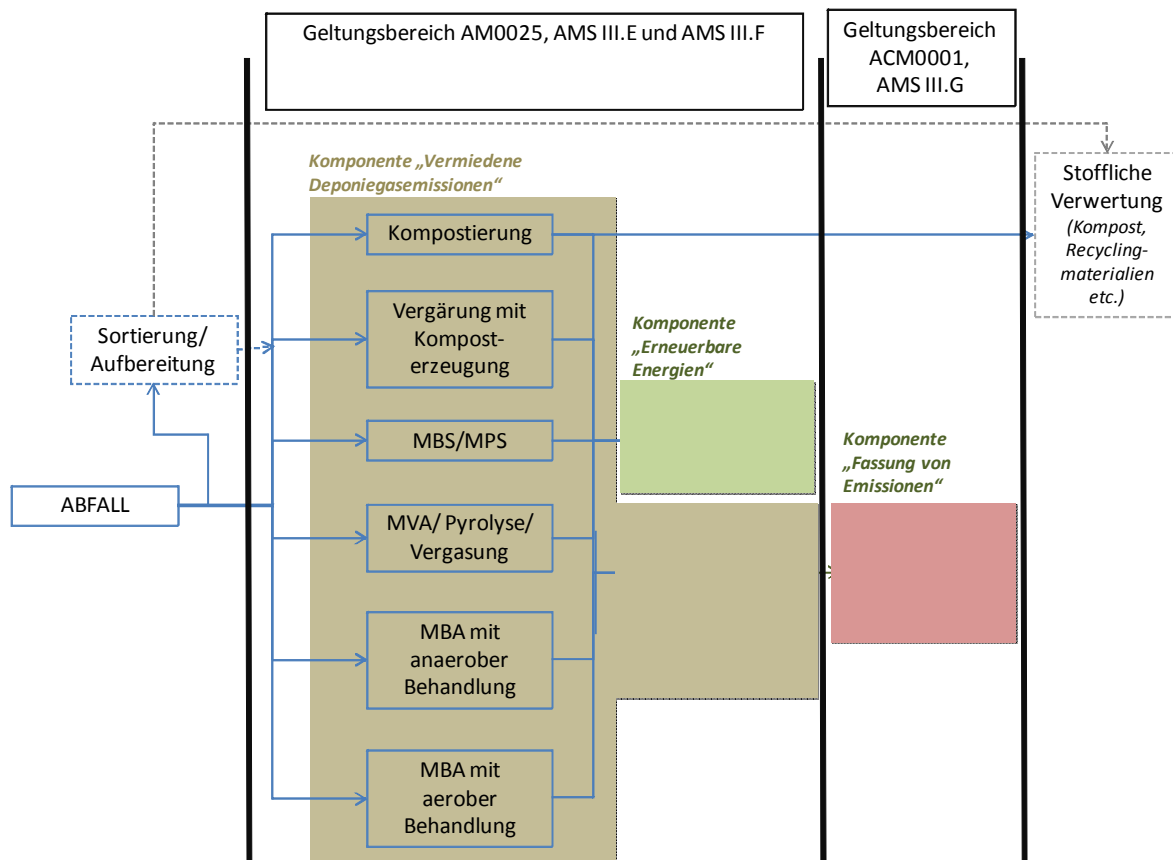 Geltungsbereich AM0025, AMS III.E und AMS III.F
Geltungsbereich
ACM0001,
AMS III.G
Komponente „Vermiedene
Deponiegasemissionen“
Stoffliche
Verwertung
(Kompost,
Recycling-
materialien
etc.)
Kompostierung
Vergärung mit
Kompost-
erzeugung
Sortierung/
Aufbereitung
Komponente
„Erneuerbare
Energien“
MBS/MPS
Komponente
„Fassung von
Emissionen“
ABFALL
MVA/ Pyrolyse/
Vergasung
MBA mit
anaerober
Behandlung
MBA mit
aerober
Behandlung